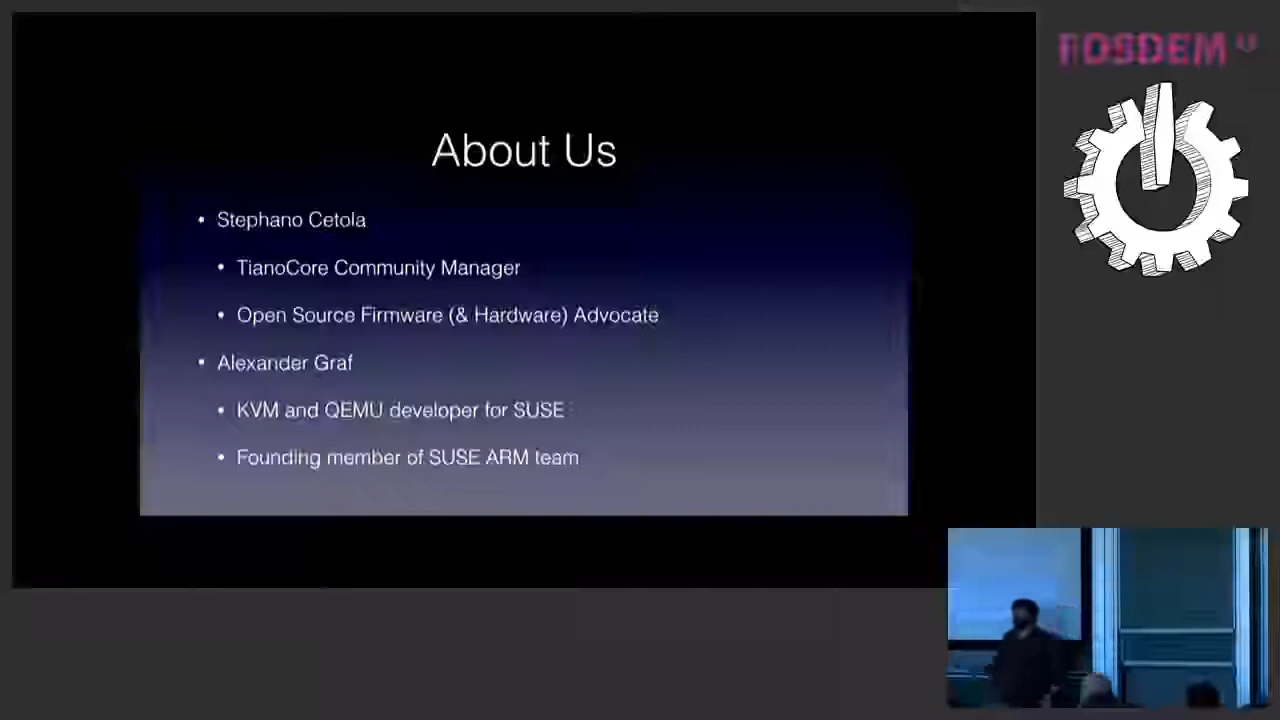 FOSDEM
About Us
• Stephano Cetola
• TianoCore Community Manager
• Open Source Firmware (& Hardware) Advocate
• Alexander Graf
• KVM and QEMU developer for SUSE
• Founding member of SUSE ARM team